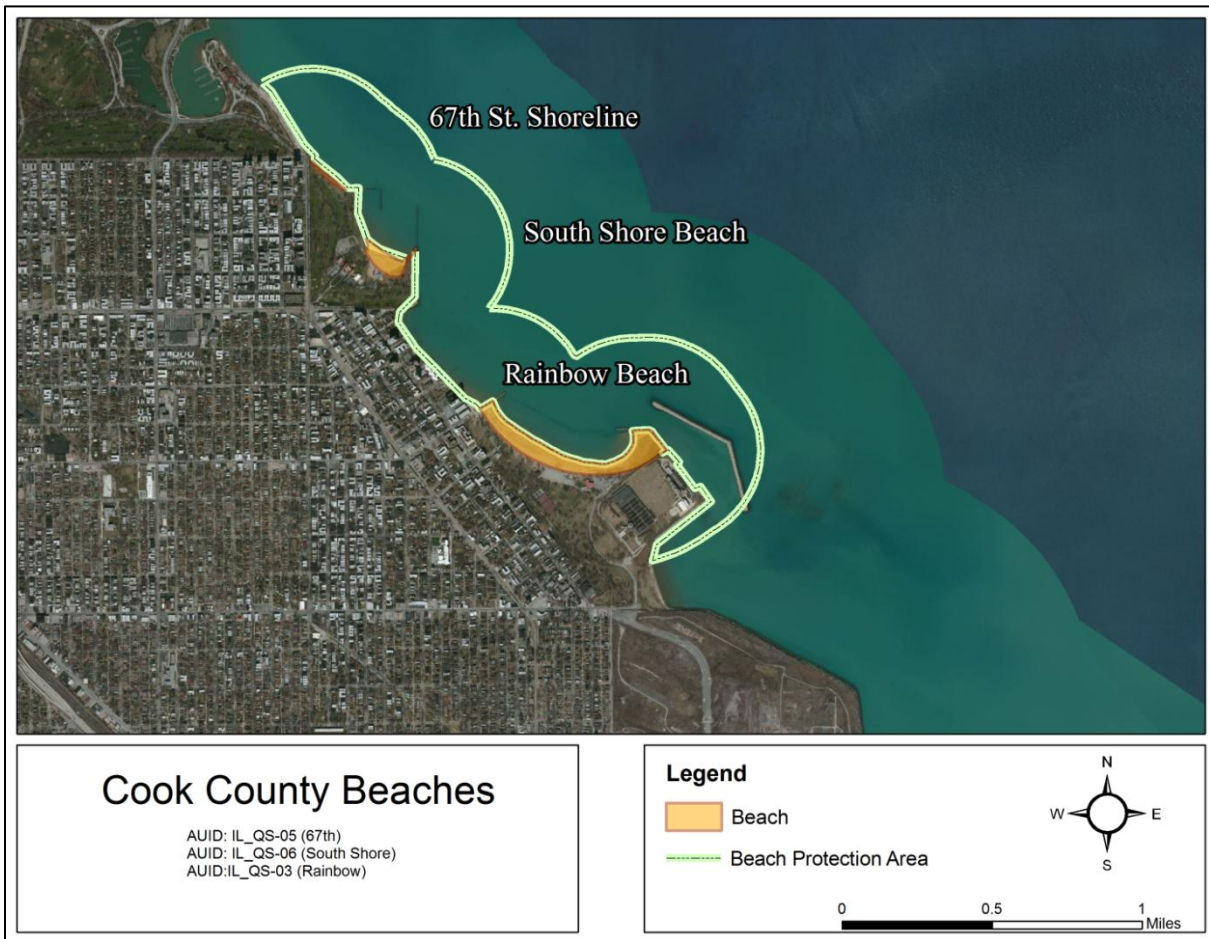 67th St. Shoreline
South Shore Beach
Rainbow Beach
Cook County Beaches
AUID: IL_QS-05 (67th)
AUID: IL_QS-06 (South Shore)
AUID:IL_QS-03 (Rainbow)
Legend
Beach
Beach Protection Area
N
W
E
S
0
0.5
1
Miles